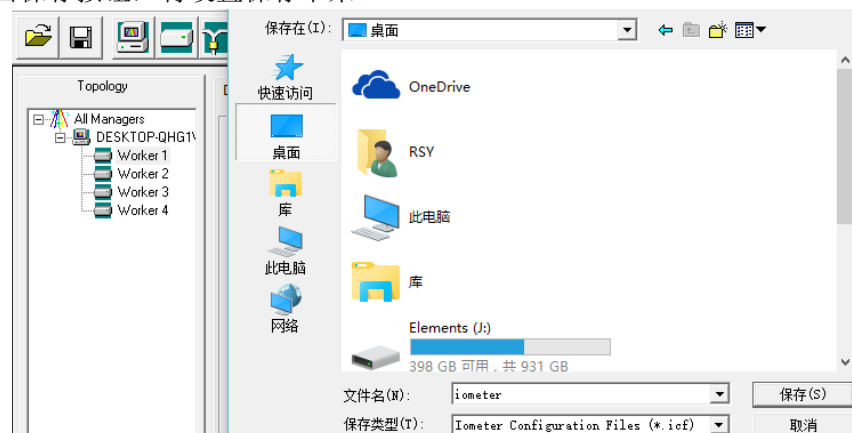 保存在(I):
桌面
Topology
All Managers
DESKTOP-QHG1
Worker 1
Worker 2
Worker 3
Worker 4
快速访问
桌面
库
此电脑
网络
OneDrive
RSY
此电脑
库
Elements (J:)
398 GB 可用，共 931 GB
文件名(N):
iometer
保存(S)
保存类型(T):
Iometer Configuration Files (*.icf)
取消